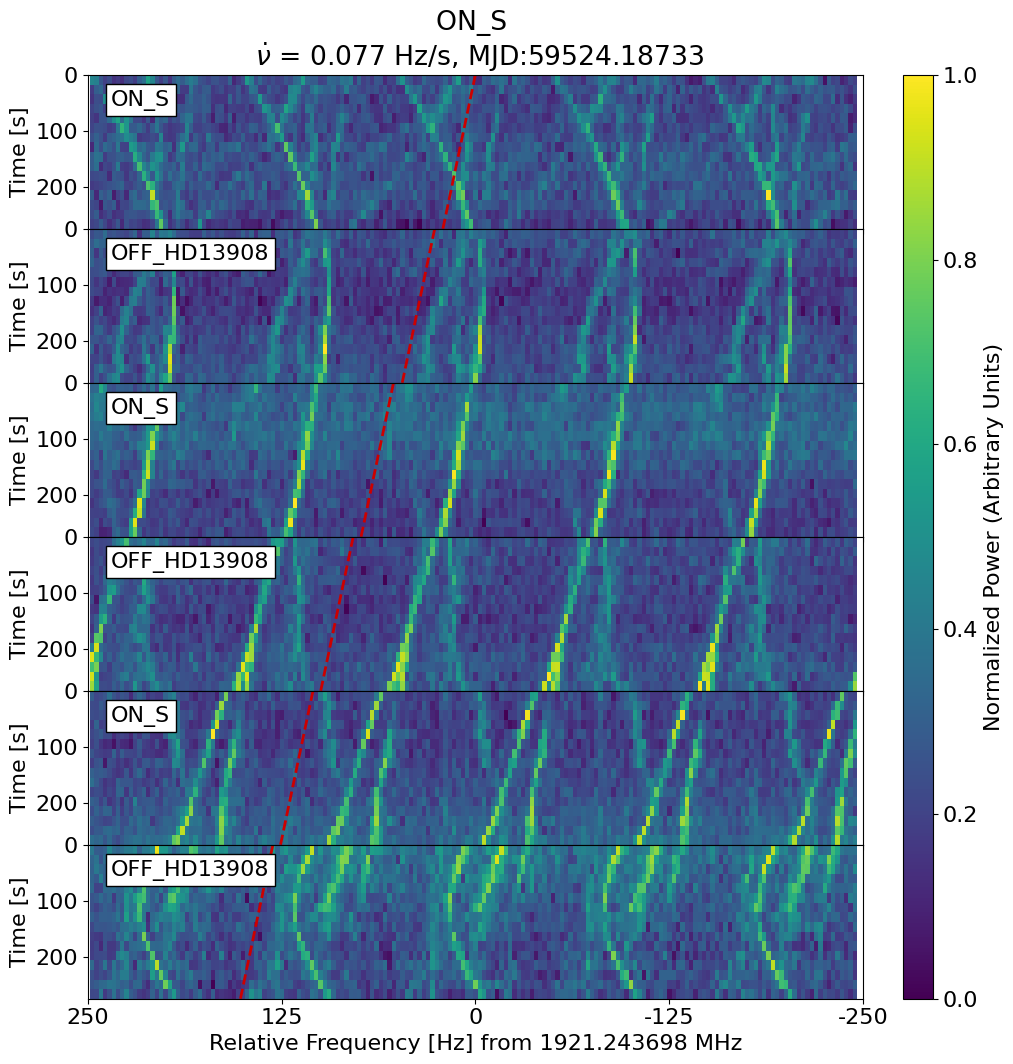 ON_S
ν̇ = 0.077 Hz/s, MJD:59524.18733
0
100
200
Time [s]
ON_S
0
100
200
Time [s]
OFF_HD13908
0
100
200
Time [s]
ON_S
0
100
200
Time [s]
OFF_HD13908
0
100
200
Time [s]
ON_S
0
100
200
Time [s]
OFF_HD13908
250 125 0 -125 -250
Relative Frequency [Hz] from 1921.243698 MHz
1.0
0.8
0.6
0.4
0.2
0.0
Normalized Power (Arbitrary Units)